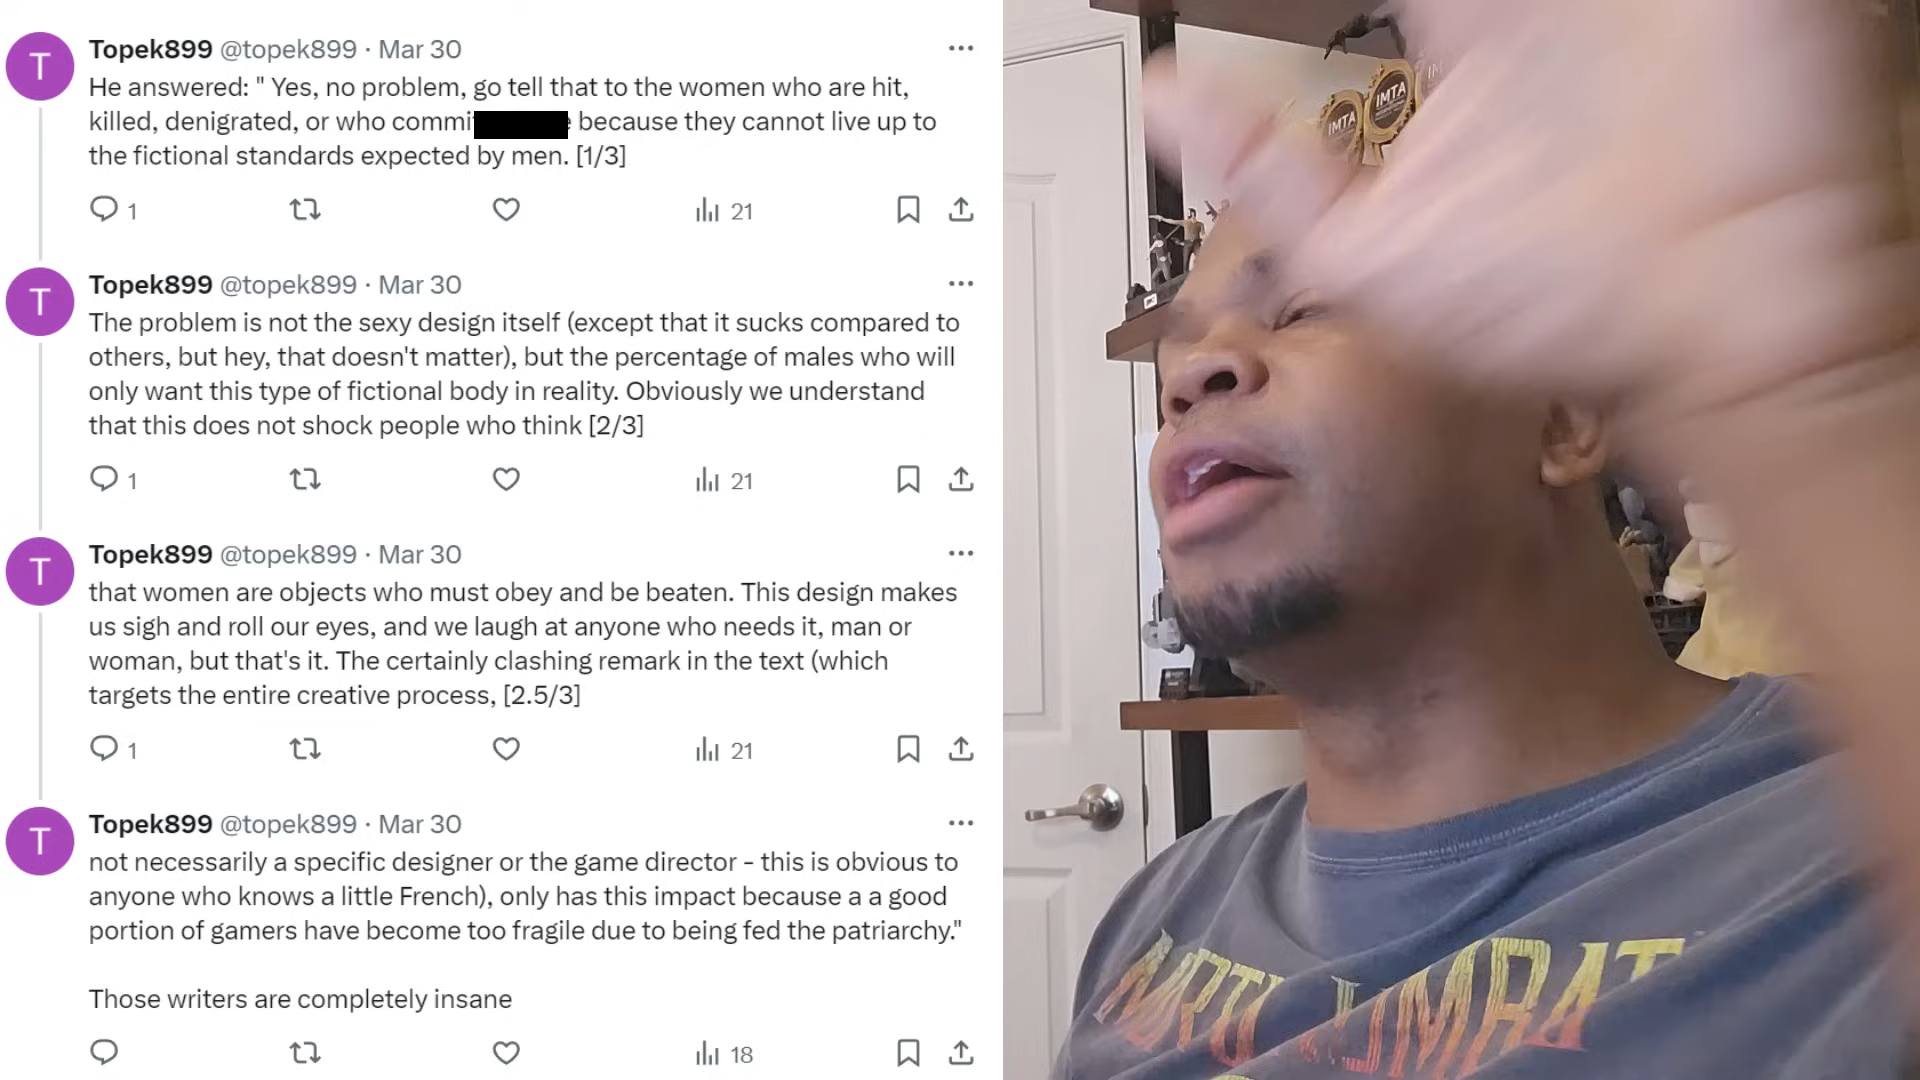 Topek899 @topek899 · Mar 30
He answered: " Yes, no problem, go tell that to the women who are hit,
killed, denigrated, or who commi because they cannot live up to
the fictional standards expected by men. [1/3]
1 21
T
Topek899 @topek899 · Mar 30
The problem is not the sexy design itself (except that it sucks compared to
others, but hey, that doesn't matter), but the percentage of males who will
only want this type of fictional body in reality. Obviously we understand
that this does not shock people who think [2/3]
1 21
T
Topek899 @topek899 · Mar 30
that women are objects who must obey and be beaten. This design makes
us sigh and roll our eyes, and we laugh at anyone who needs it, man or
woman, but that's it. The certainly clashing remark in the text (which
targets the entire creative process, [2.5/3]
1 21
T
Topek899 @topek899 · Mar 30
not necessarily a specific designer or the game director - this is obvious to
anyone who knows a little French), only has this impact because a a good
portion of gamers have become too fragile due to being fed the patriarchy."
Those writers are completely insane
18
T
IMTA
IMTA